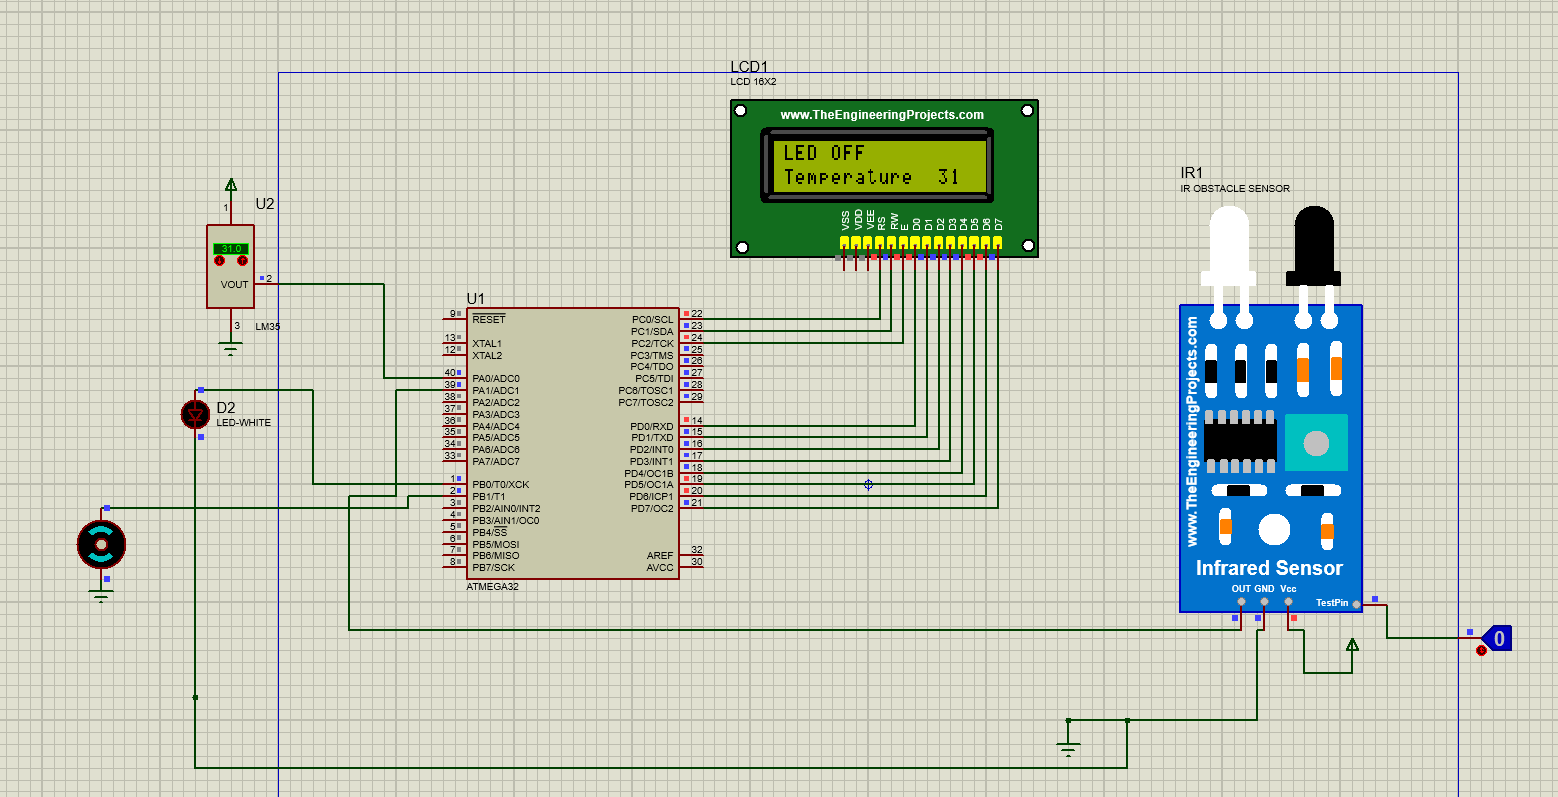 LCD1
LCD 16X2
www.TheEngineeringProjects.com
LED OFF
Temperature 31
VSS VDD VEE RS RW E D0 D1 D2 D3 D4 D5 D6 D7
IR1
IR OBSTACLE SENSOR
www.TheEngineeringProjects.com
Infrared Sensor
OUT GND Vcc
TestPin
0
U2
1
31.0
2
VOUT
3
LM35
D2
LED-WHITE
U1
9 RESET
13 XTAL1
12 XTAL2
40 PA0/ADC0
39 PA1/ADC1
38 PA2/ADC2
37 PA3/ADC3
36 PA4/ADC4
35 PA5/ADC5
34 PA6/ADC6
33 PA7/ADC7
1 PB0/T0/XCK
2 PB1/T1
3 PB2/AIN0/INT2
4 PB3/AIN1/OC0
5 PB4/SS
6 PB5/MOSI
7 PB6/MISO
8 PB7/SCK
PC0/SCL 22
PC1/SDA 23
PC2/TCK 24
PC3/TMS 25
PC4/TDO 26
PC5/TDI 27
PC6/TOSC1 28
PC7/TOSC2 29
PD0/RXD 14
PD1/TXD 15
PD2/INT0 16
PD3/INT1 17
PD4/OC1B 18
PD5/OC1A 19
PD6/ICP1 20
PD7/OC2 21
AREF 32
AVCC 30
ATMEGA32